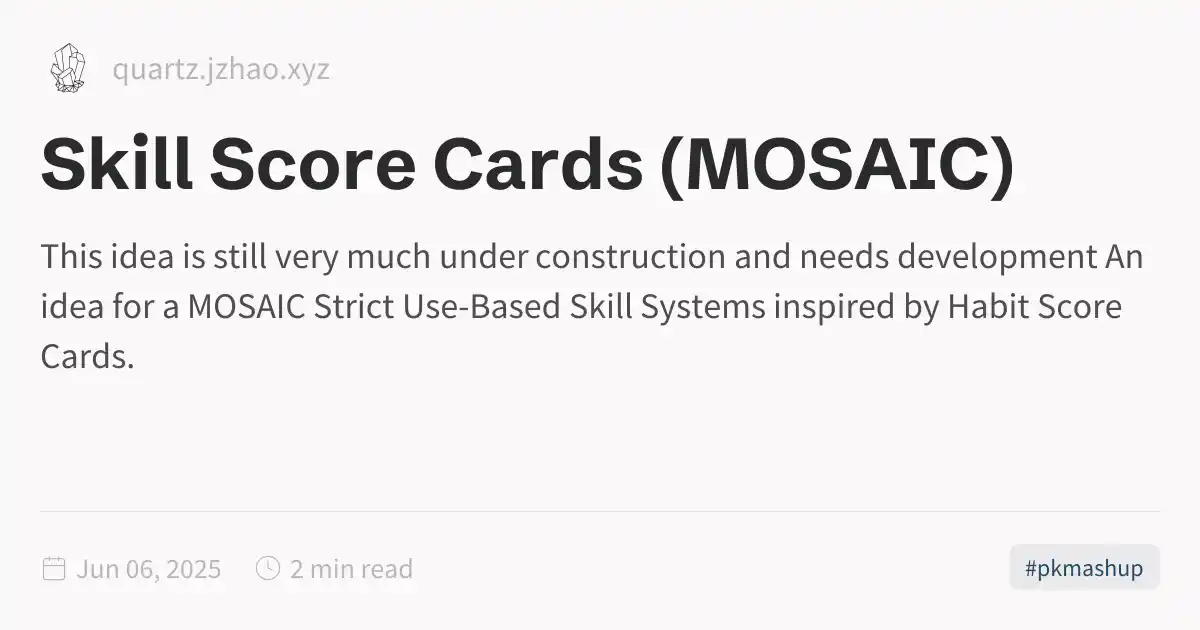 quartz.jzhao.xyz
Skill Score Cards (MOSAIC)
This idea is still very much under construction and needs development An
idea for a MOSAIC Strict Use-Based Skill Systems inspired by Habit Score
Cards.
Jun 06, 2025
2 min read
#pkmashup